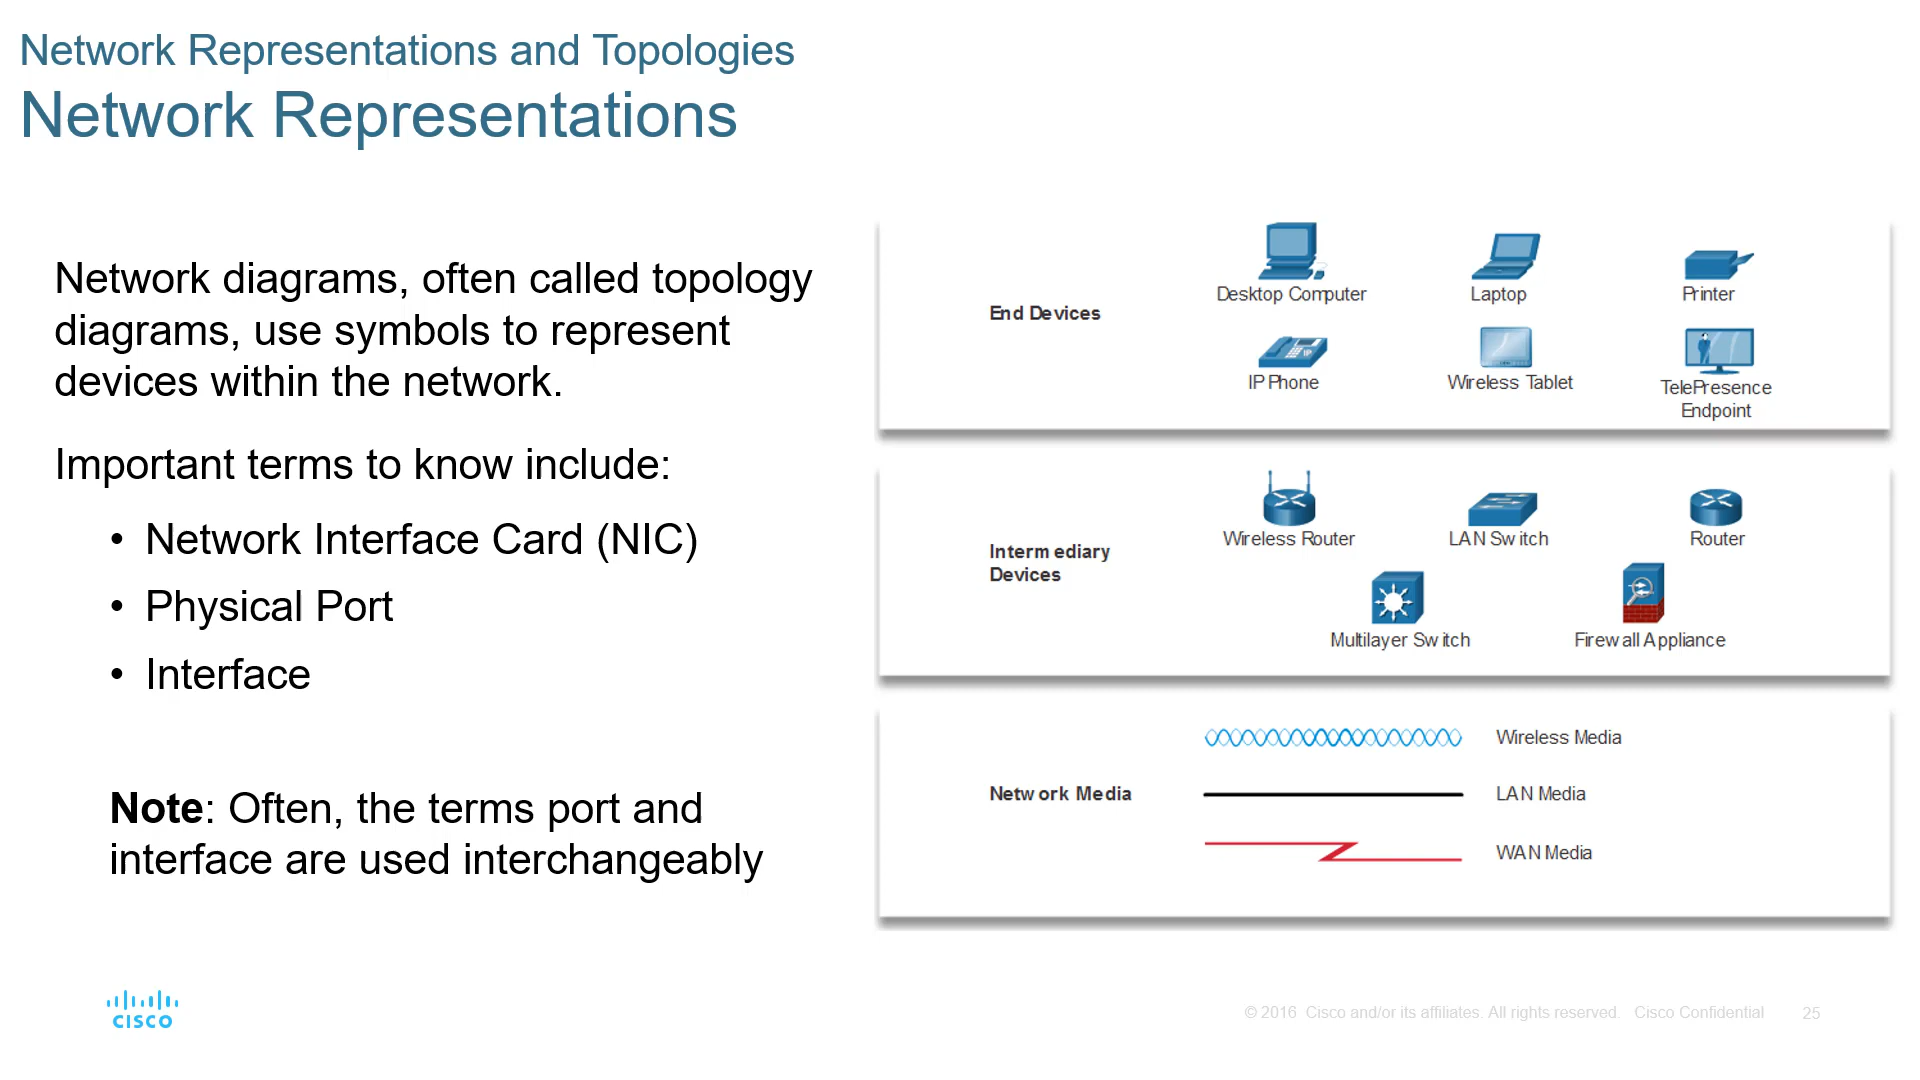 Network Representations and Topologies
Network Representations
Network diagrams, often called topology
diagrams, use symbols to represent
devices within the network.
Important terms to know include:
• Network Interface Card (NIC)
• Physical Port
• Interface
Note: Often, the terms port and
interface are used interchangeably
End Devices
Desktop Computer
Laptop
Printer
IP
IP Phone
Wireless Tablet
TelePresence
Endpoint
Intermediary
Devices
Wireless Router
LAN Switch
Router
Multilayer Switch
Firewall Appliance
Network Media
Wireless Media
LAN Media
WAN Media
CISCO
© 2016 Cisco and/or its affiliates. All rights reserved. Cisco Confidential
25